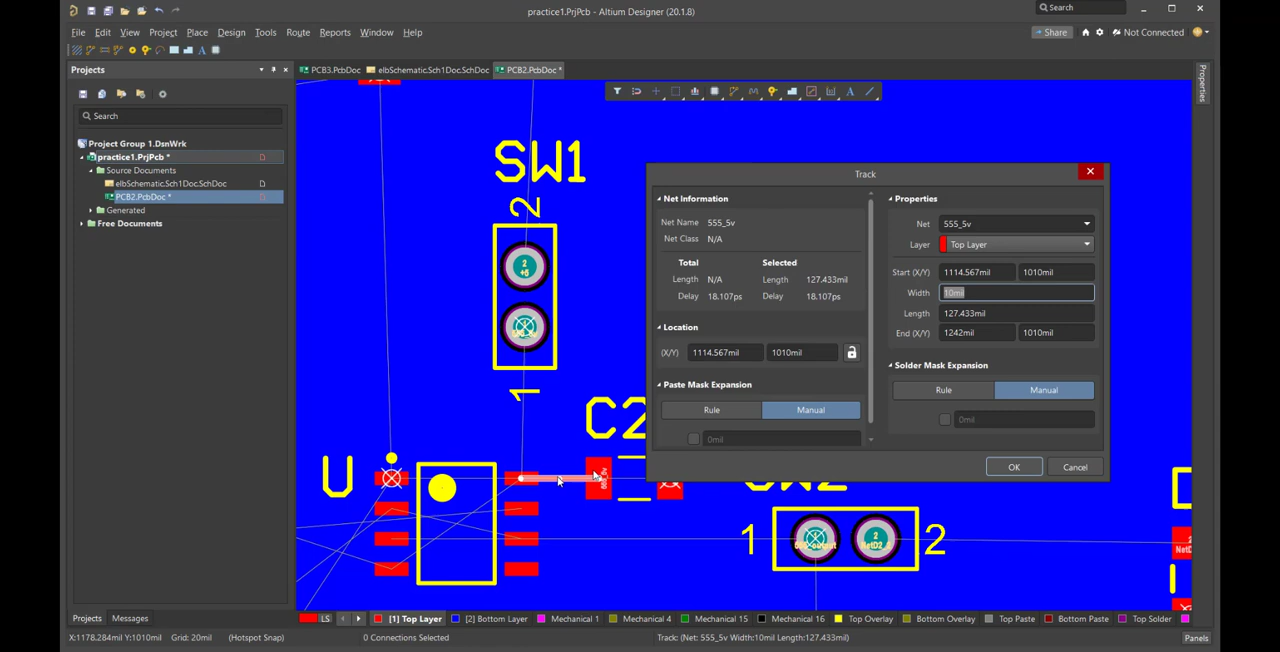 practice1.PrjPcb - Altium Designer (20.1.8)
Search
File Edit View Project Place Design Tools Route Reports Window Help
Share
Not Connected
Projects
PCB3.PcbDoc
elbSchematic.Sch1Doc.SchDoc
PCB2.PcbDoc *
Properties
Search
Project Group 1.DsnWrk
practice1.PrjPcb *
Source Documents
elbSchematic.Sch1Doc.SchDoc
PCB2.PcbDoc *
Generated
Free Documents
SW1
2
2
+5
1
C2
U
SW2
1
2
555_output
2
1
Track
Net Information
Net Name 555_5v
Net Class N/A
Total Selected
Length N/A Length 127.433mil
Delay 18.107ps Delay 18.107ps
Location
(X/Y) 1114.567mil 1010mil
Paste Mask Expansion
Rule Manual
0mil
Properties
Net 555_5v
Layer Top Layer
Start (X/Y) 1114.567mil 1010mil
Width 10mil
Length 127.433mil
End (X/Y) 1242mil 1010mil
Solder Mask Expansion
Rule Manual
0mil
OK Cancel
Projects Messages
LS
[1] Top Layer
[2] Bottom Layer
Mechanical 1
Mechanical 4
Mechanical 15
Mechanical 16
Top Overlay
Bottom Overlay
Top Paste
Bottom Paste
Top Solder
X:1178.284mil Y:1010mil Grid: 20mil (Hotspot Snap)
0 Connections Selected
Track: (Net: 555_5v Width:10mil Length:127.433mil)
Panels